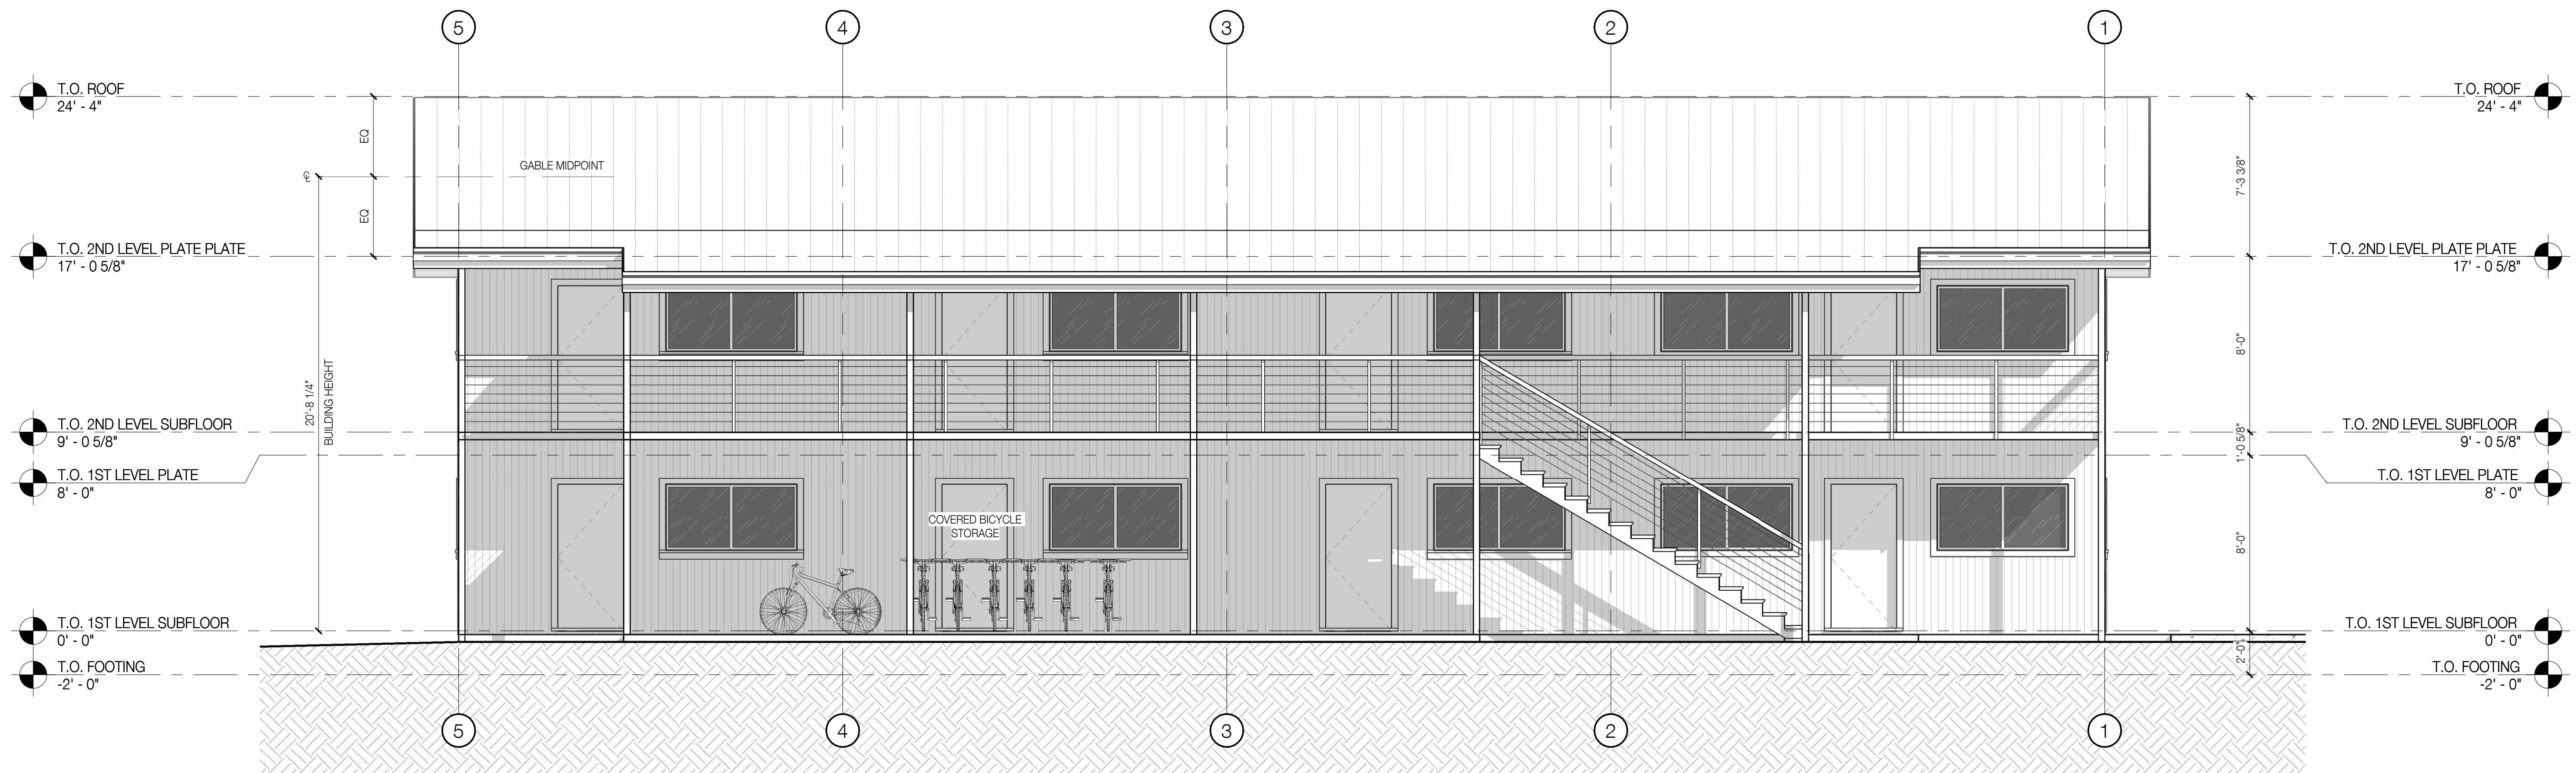 5
4
3
2
1
T.O. ROOF
24' - 4"
T.O. 2ND LEVEL PLATE PLATE
17' - 0 5/8"
T.O. 2ND LEVEL SUBFLOOR
9' - 0 5/8"
T.O. 1ST LEVEL PLATE
8' - 0"
T.O. 1ST LEVEL SUBFLOOR
0' - 0"
T.O. FOOTING
-2' - 0"
EQ
EQ
℄
GABLE MIDPOINT
20'-8 1/4"
BUILDING HEIGHT
COVERED BICYCLE
STORAGE
7'-3 3/8"
8'-0"
1'-0 5/8"
8'-0"
2'-0"
T.O. ROOF
24' - 4"
T.O. 2ND LEVEL PLATE PLATE
17' - 0 5/8"
T.O. 2ND LEVEL SUBFLOOR
9' - 0 5/8"
T.O. 1ST LEVEL PLATE
8' - 0"
T.O. 1ST LEVEL SUBFLOOR
0' - 0"
T.O. FOOTING
-2' - 0"
5
4
3
2
1